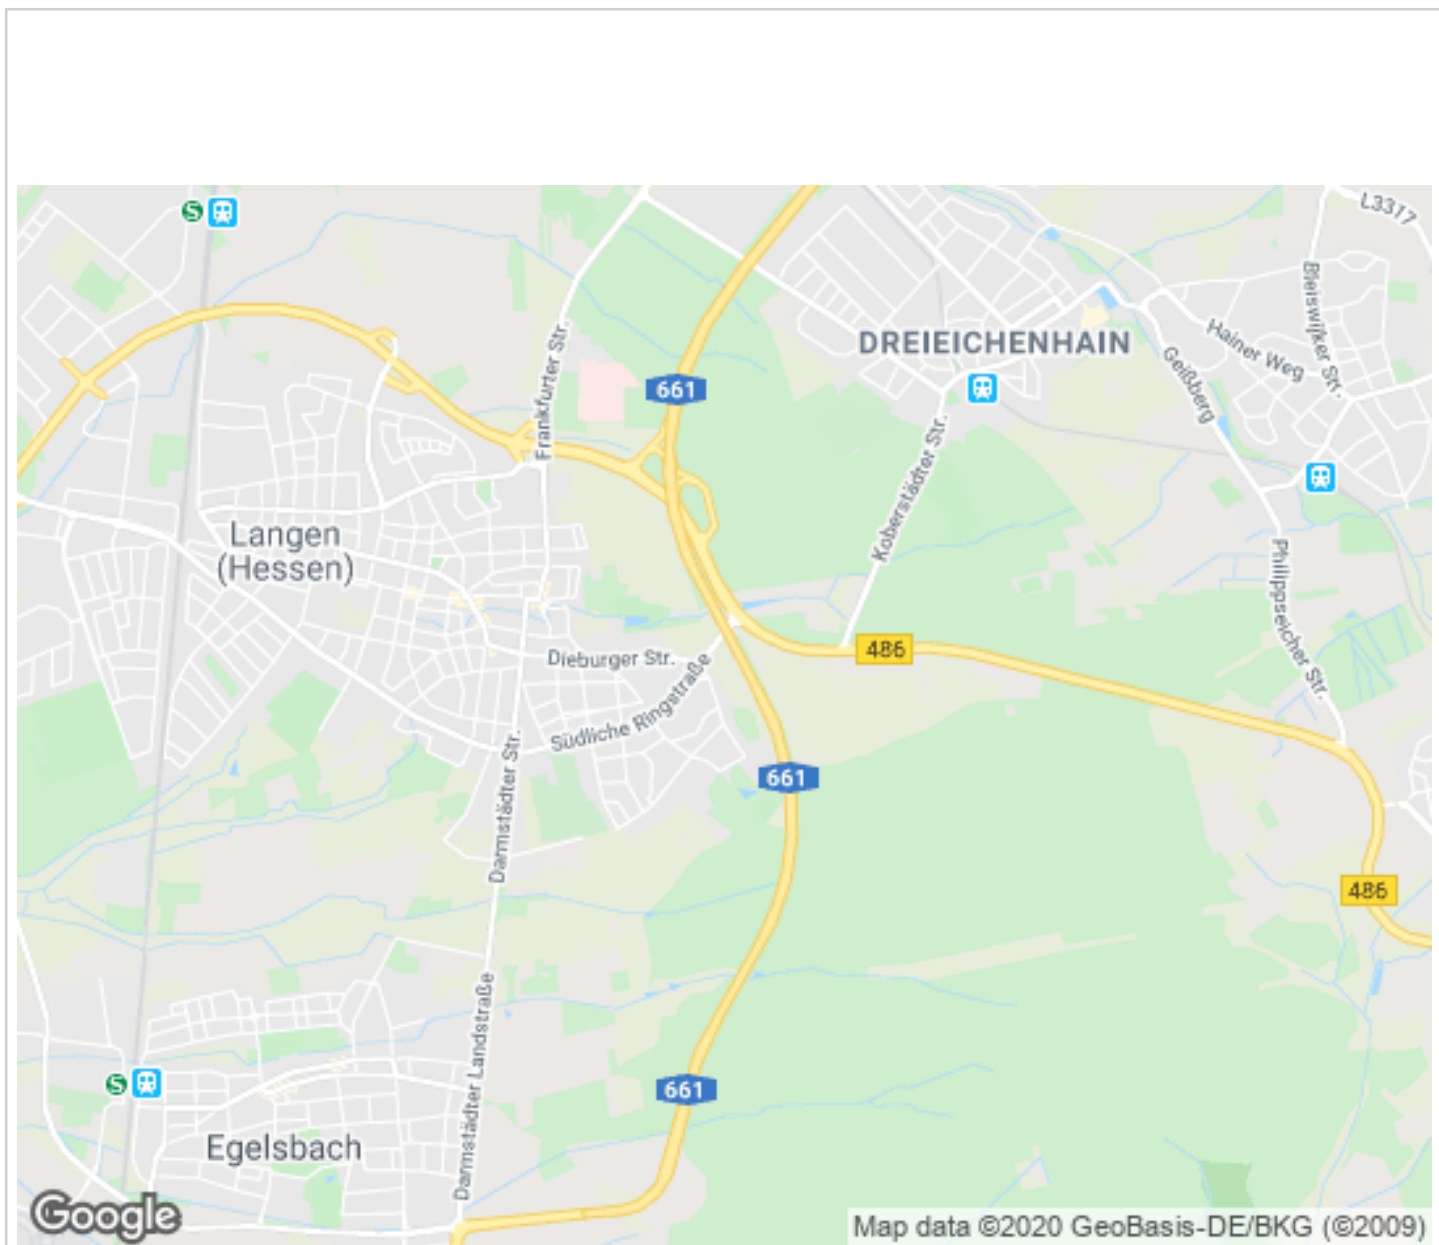 S
L3317
Bleiswijker Str.
Hainer Weg
DREIEICHENHAIN
Frankfurter Str.
661
Geißberg
Koberstädter Str.
Langen
(Hessen)
Philippseicher Str.
486
Dieburger Str.
Südliche Ringstraße
Darmstädter Str.
661
486
Darmstädter Landstraße
S
661
Egelsbach
Google
Map data ©2020 GeoBasis-DE/BKG (©2009)